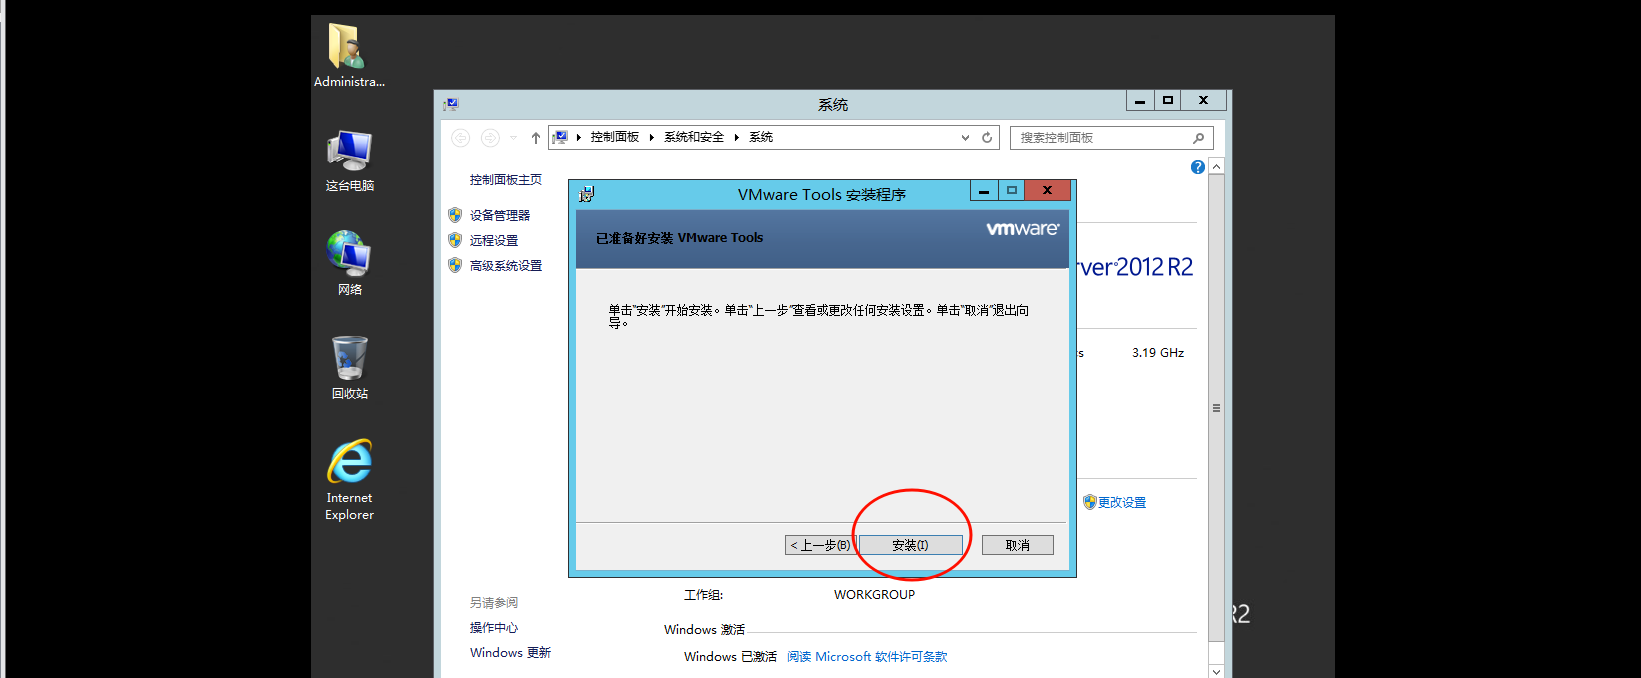 Administra...
这台电脑
网络
回收站
Internet
Explorer
系统
控制面板 系统和安全 系统
搜索控制面板
控制面板主页
设备管理器
远程设置
高级系统设置
VMware Tools 安装程序
已准备好安装 VMware Tools
vmware
单击"安装"开始安装。单击"上一步"查看或更改任何安装设置。单击"取消"退出向
导。
< 上一步(B)
安装(I)
取消
rver 2012 R2
s 3.19 GHz
更改设置
工作组: WORKGROUP
Windows 激活
Windows 已激活 阅读 Microsoft 软件许可条款
另请参阅
操作中心
Windows 更新
R2